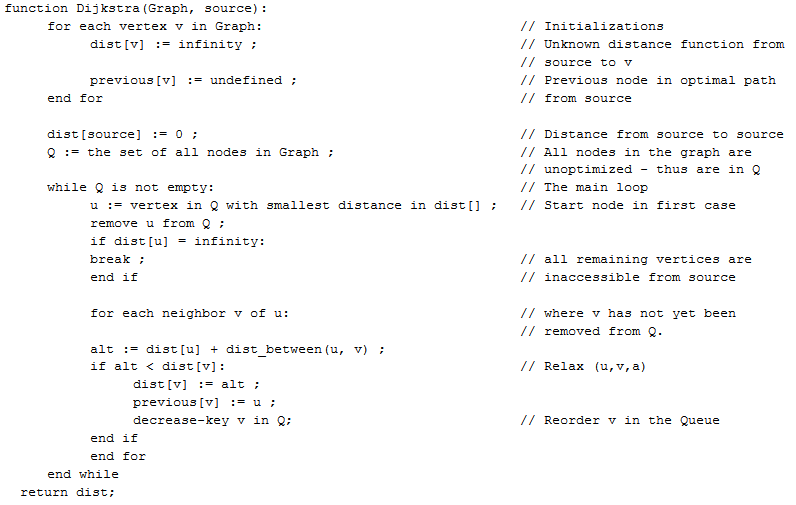 function Dijkstra(Graph, source):
      for each vertex v in Graph:                                // Initializations
            dist[v] := infinity ;                                // Unknown distance function from
                                                                 // source to v
            previous[v] := undefined ;                           // Previous node in optimal path
      end for                                                    // from source

      dist[source] := 0 ;                                        // Distance from source to source
      Q := the set of all nodes in Graph ;                       // All nodes in the graph are
                                                                 // unoptimized - thus are in Q
      while Q is not empty:                                      // The main loop
            u := vertex in Q with smallest distance in dist[] ;  // Start node in first case
            remove u from Q ;
            if dist[u] = infinity:
            break ;                                              // all remaining vertices are
            end if                                               // inaccessible from source

            for each neighbor v of u:                            // where v has not yet been
                                                                 // removed from Q.
            alt := dist[u] + dist_between(u, v) ;
            if alt < dist[v]:                                    // Relax (u,v,a)
                  dist[v] := alt ;
                  previous[v] := u ;
                  decrease-key v in Q;                           // Reorder v in the Queue
            end if
            end for
      end while
  return dist;